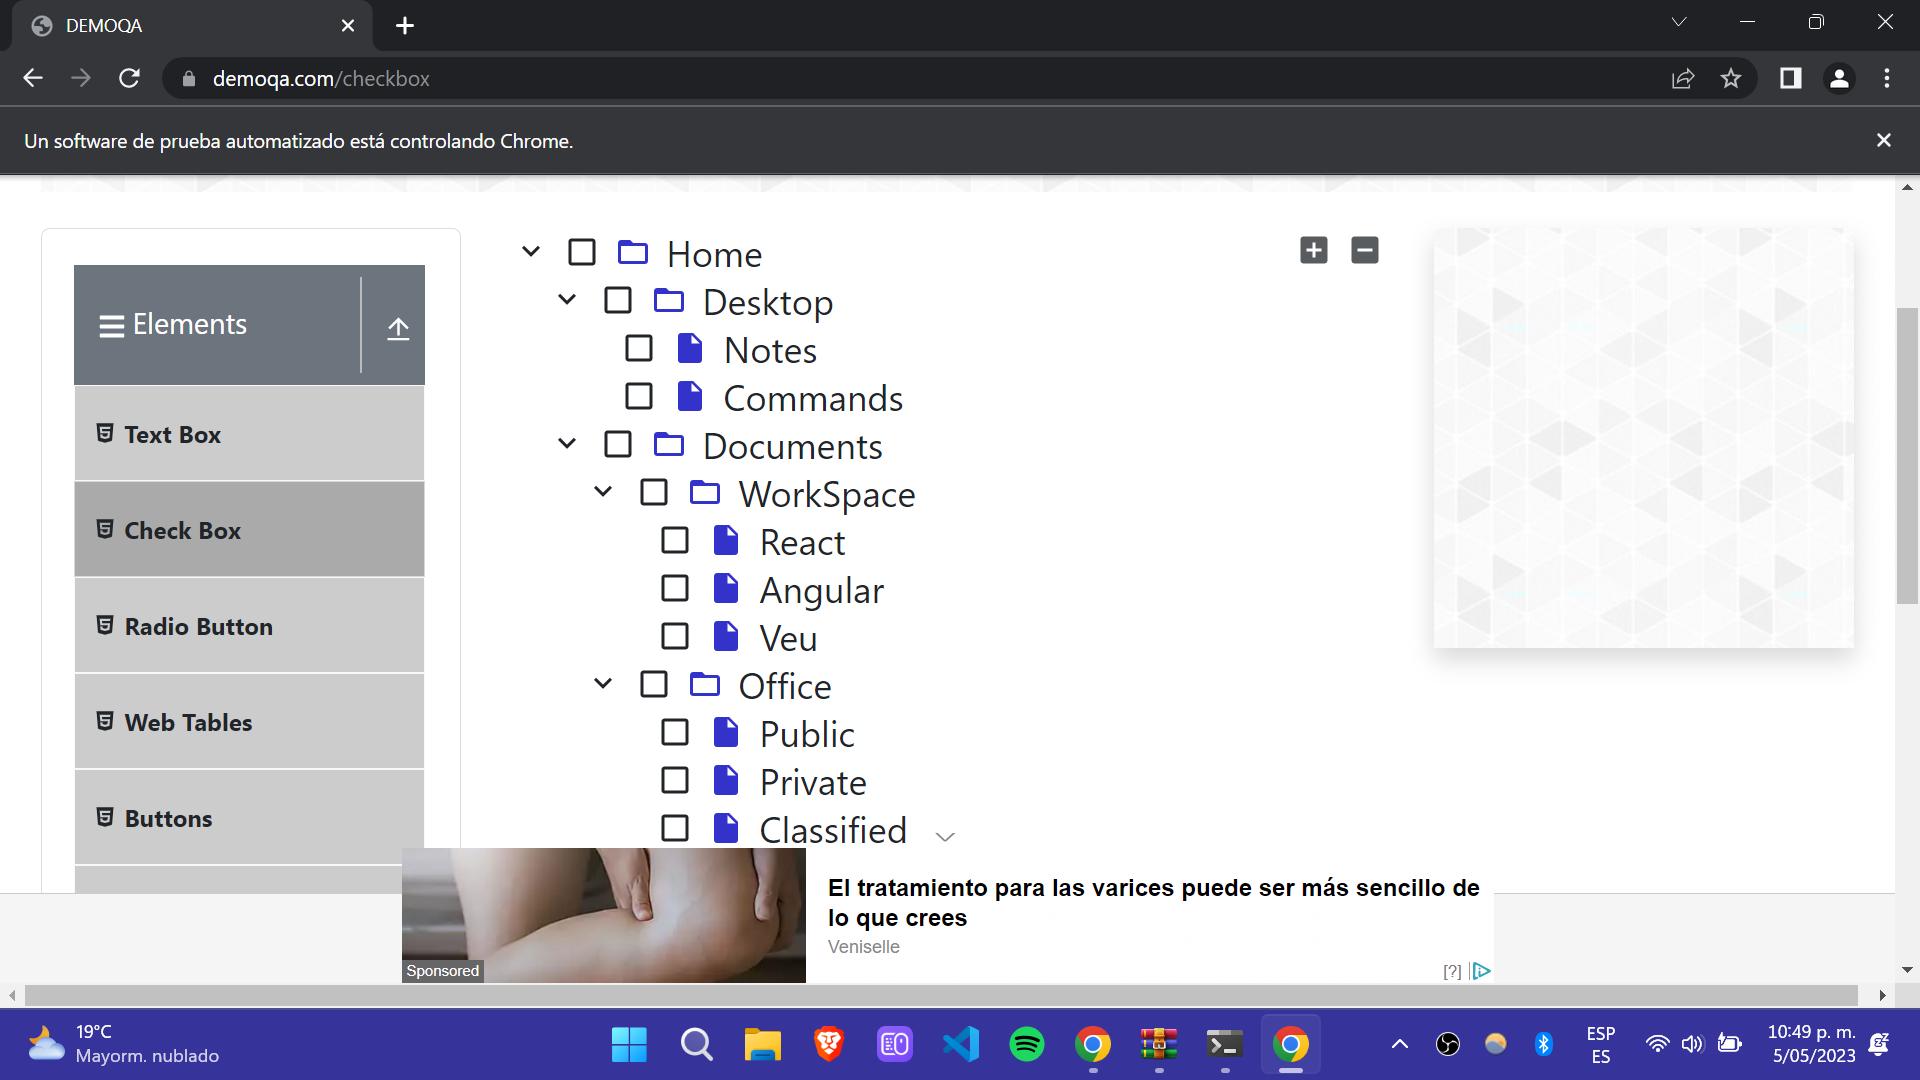 DEMOQA
demoqa.com/checkbox
Un software de prueba automatizado está controlando Chrome.
Elements
Text Box
Check Box
Radio Button
Web Tables
Buttons
Home
Desktop
Notes
Commands
Documents
WorkSpace
React
Angular
Veu
Office
Public
Private
Classified
Sponsored
El tratamiento para las varices puede ser más sencillo de
lo que crees
Veniselle
[?]
19°C
Mayorm. nublado
ESP
ES
10:49 p. m.
5/05/2023